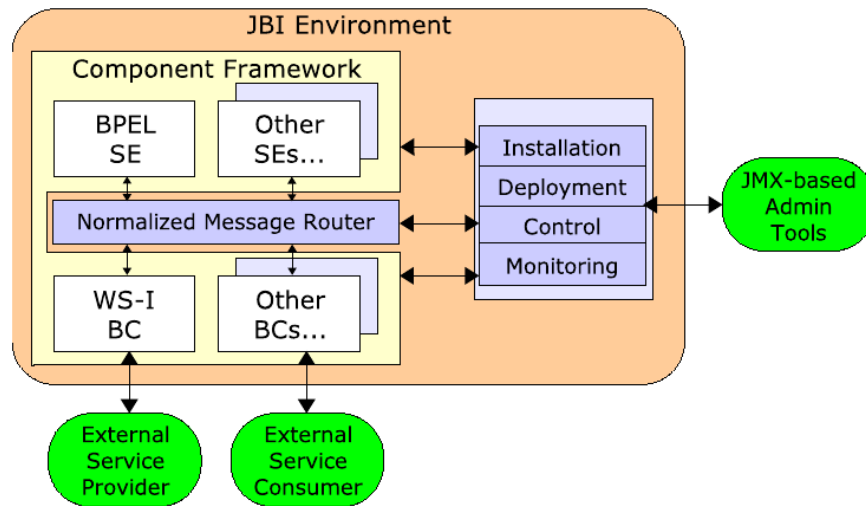 JBI Environment
Component Framework
BPEL
SE
Other
SEs...
Normalized Message Router
WS-I
BC
Other
BCs...
Installation
Deployment
Control
Monitoring
JMX-based
Admin
Tools
External
Service
Provider
External
Service
Consumer